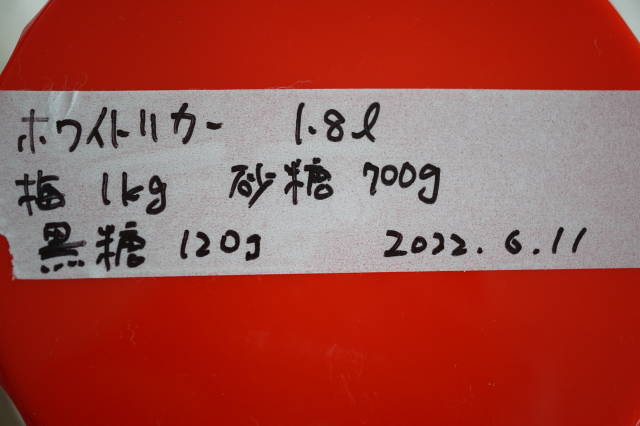 ホワイトリカー 1.8l
梅 1kg 砂糖 700g
黒糖 120g 2022.6.11